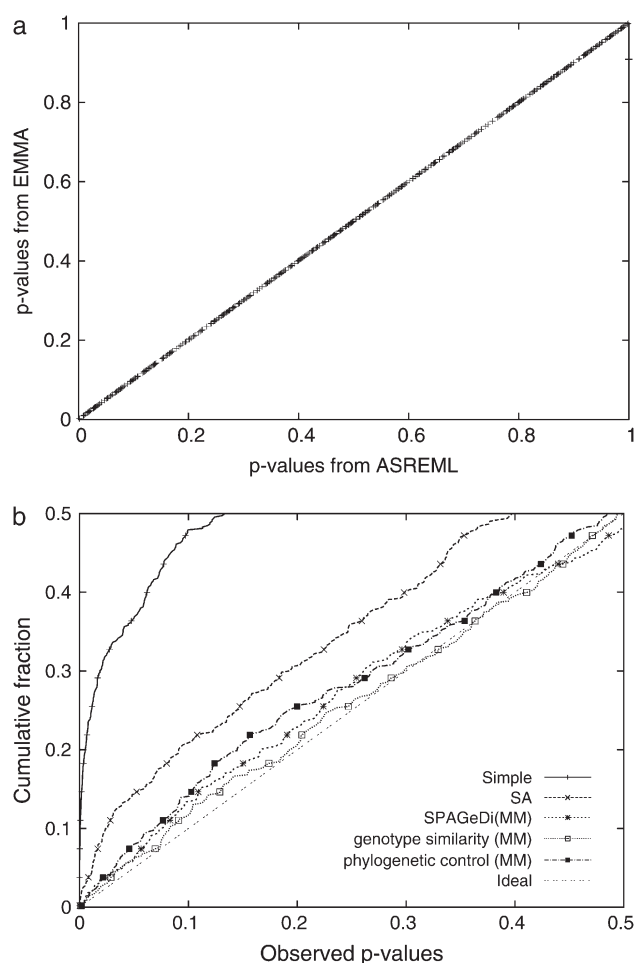 a
1
0.8
0.6
0.4
0.2
0
p-values from EMMA
0 0.2 0.4 0.6 0.8 1
p-values from ASREML
b
0.5
0.4
0.3
0.2
0.1
0
Cumulative fraction
Simple
SA
SPAGeDi(MM)
genotype similarity (MM)
phylogenetic control (MM)
Ideal
0 0.1 0.2 0.3 0.4 0.5
Observed p-values